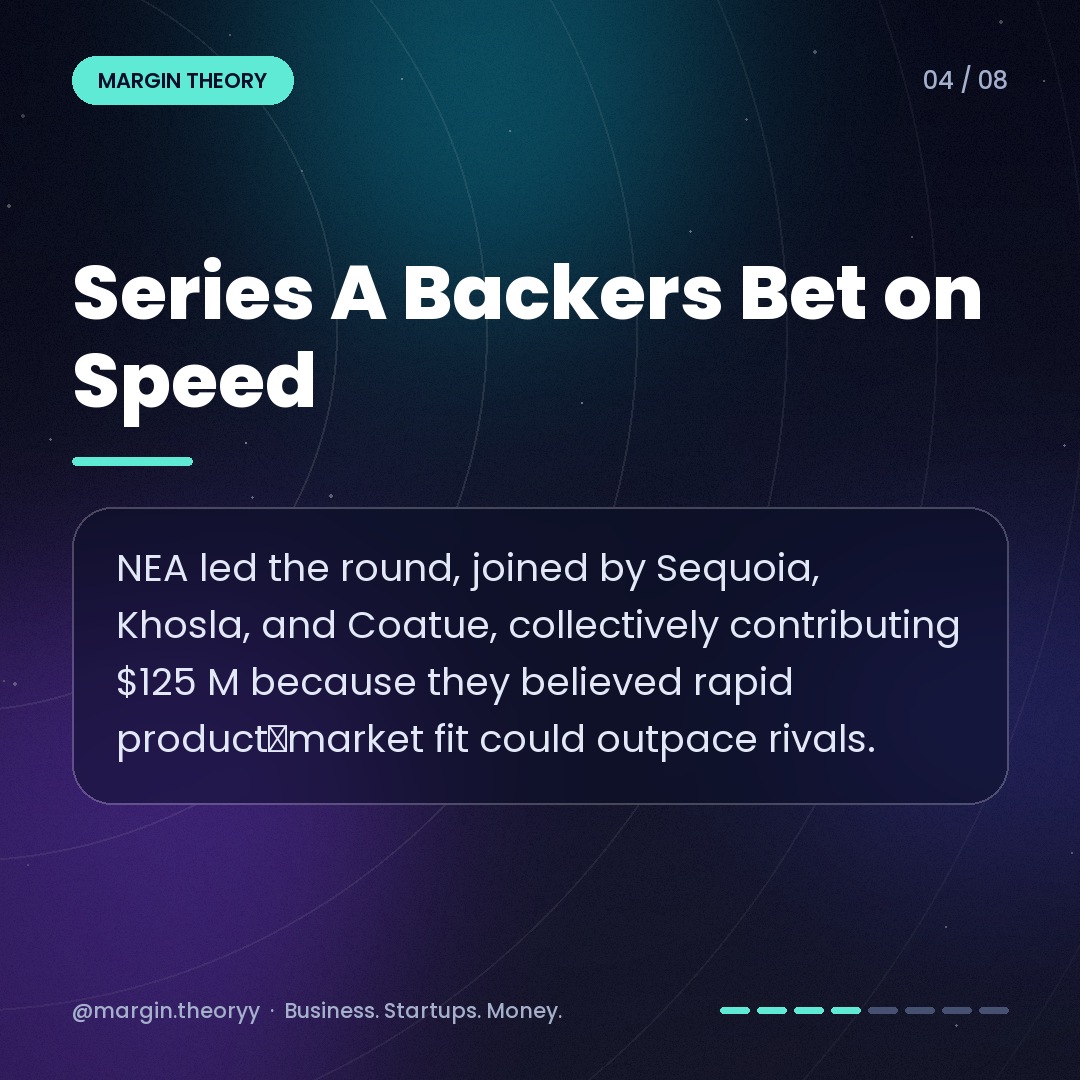 MARGIN THEORY
04 / 08
Series A Backers Bet on
Speed
NEA led the round, joined by Sequoia,
Khosla, and Coatue, collectively contributing
$125 M because they believed rapid
product☒market fit could outpace rivals.
@margin.theoryy · Business. Startups. Money.